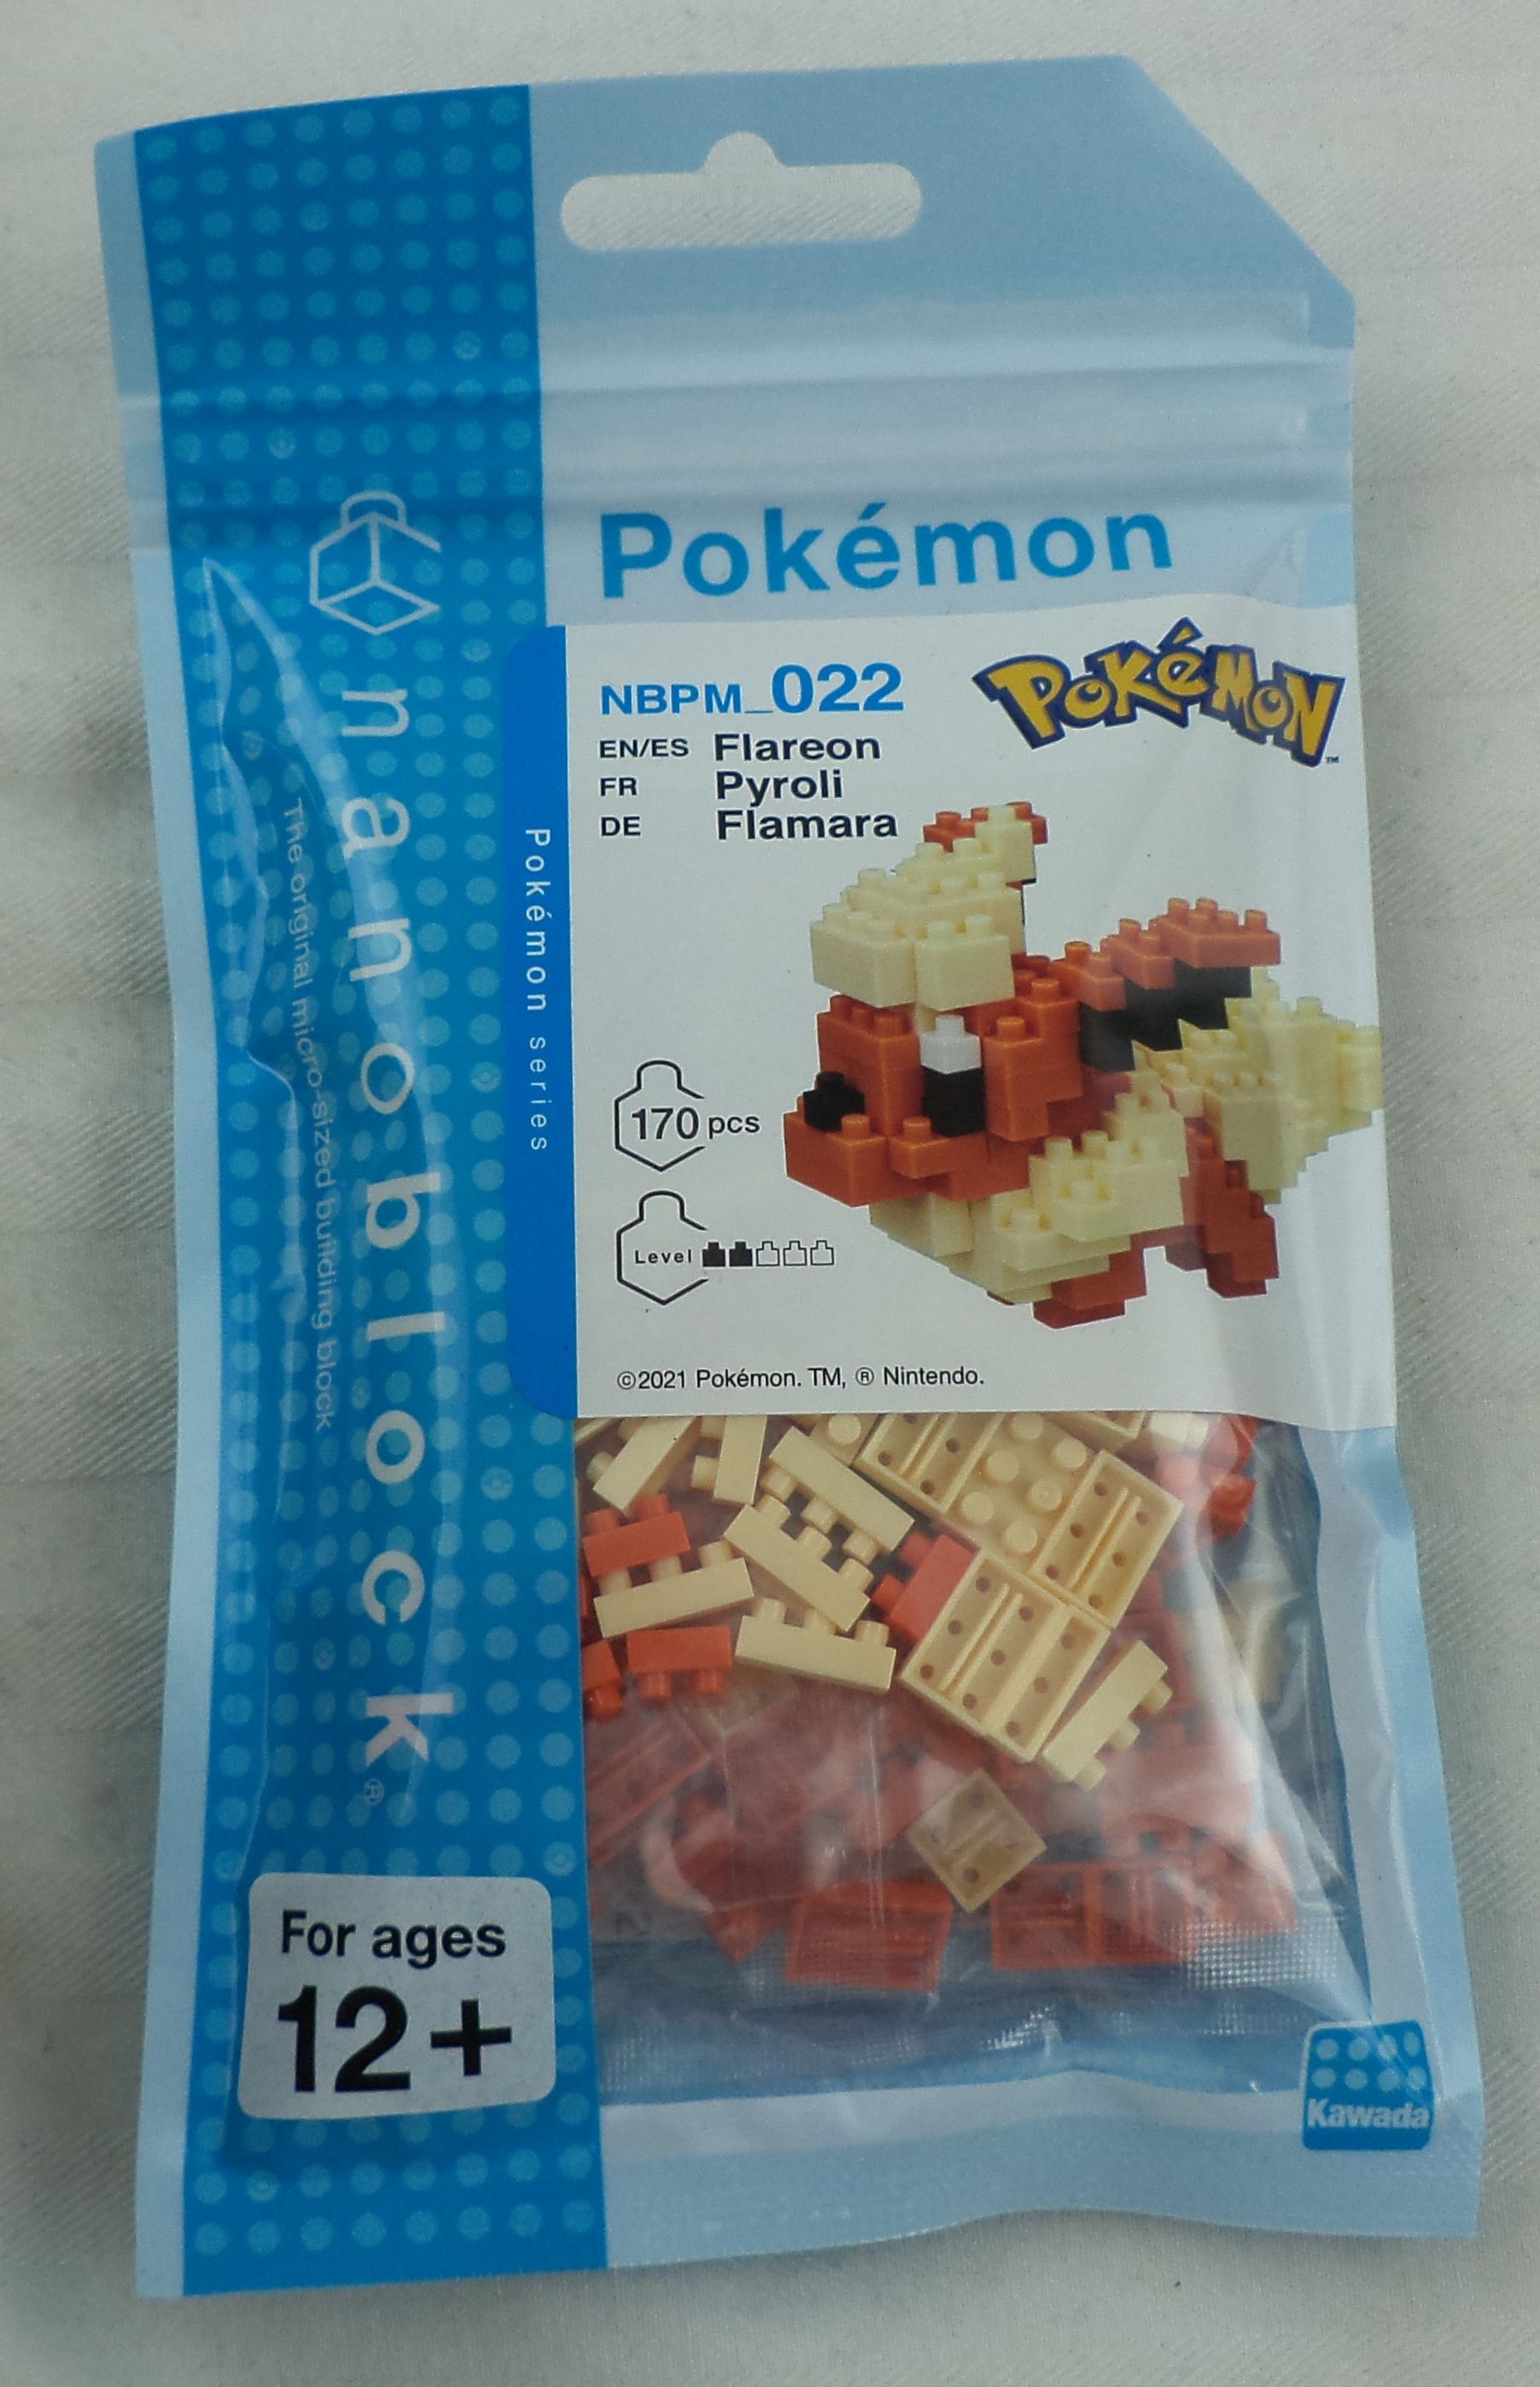 Pokémon
NBPM_022
POKéMON™
EN/ES Flareon
FR Pyroli
DE Flamara
170 pcs
Level
©2021 Pokémon. TM, ® Nintendo.
Pokémon series
nanoblock®
The original micro-sized building block
For ages
12+
Kawada